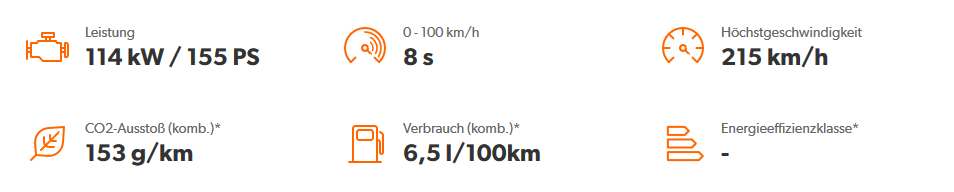 Leistung
114 kW / 155 PS
0 - 100 km/h
8 s
Höchstgeschwindigkeit
215 km/h
CO2-Ausstoß (komb.)*
153 g/km
Verbrauch (komb.)*
6,5 l/100km
Energieeffizienzklasse*
-